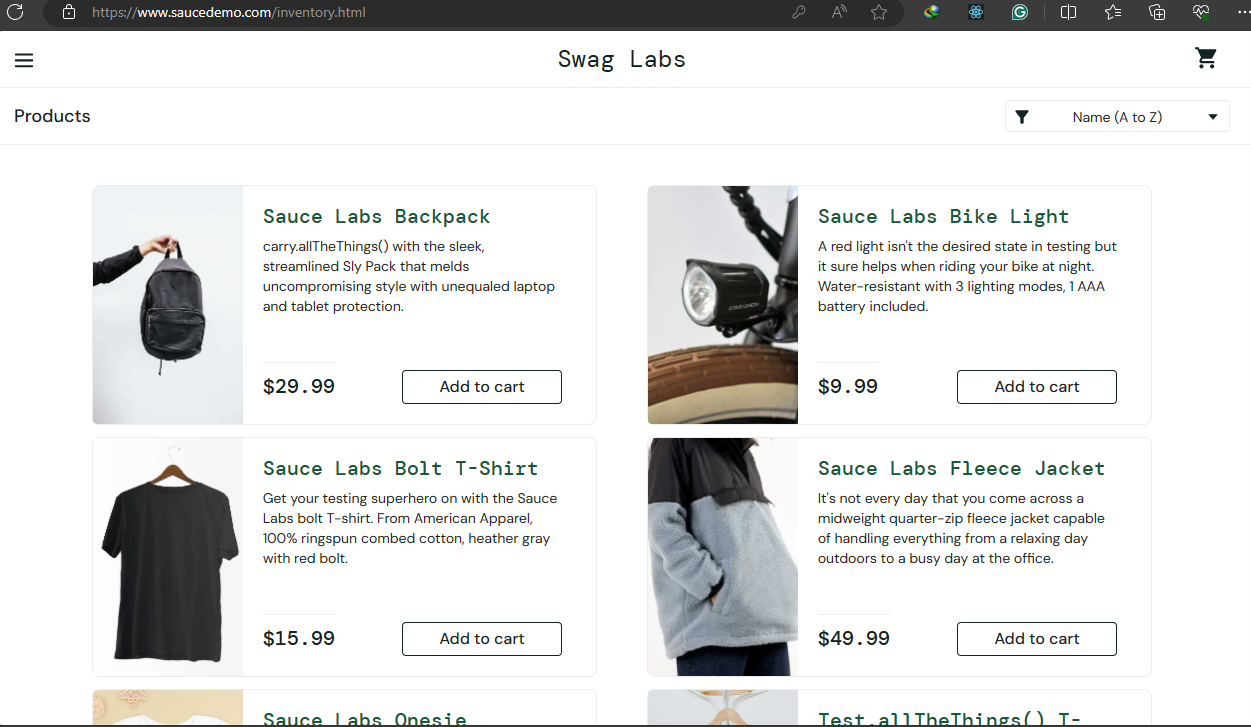 https://www.saucedemo.com/inventory.html
Swag Labs
Products
Name (A to Z)
Sauce Labs Backpack
carry.allTheThings() with the sleek,
streamlined Sly Pack that melds
uncompromising style with unequaled laptop
and tablet protection.
$29.99
Add to cart
Sauce Labs Bike Light
A red light isn't the desired state in testing but
it sure helps when riding your bike at night.
Water-resistant with 3 lighting modes, 1 AAA
battery included.
$9.99
Add to cart
Sauce Labs Bolt T-Shirt
Get your testing superhero on with the Sauce
Labs bolt T-shirt. From American Apparel,
100% ringspun combed cotton, heather gray
with red bolt.
$15.99
Add to cart
Sauce Labs Fleece Jacket
It's not every day that you come across a
midweight quarter-zip fleece jacket capable
of handling everything from a relaxing day
outdoors to a busy day at the office.
$49.99
Add to cart
Sauce Labs Onesie
Test.allTheThings() T-